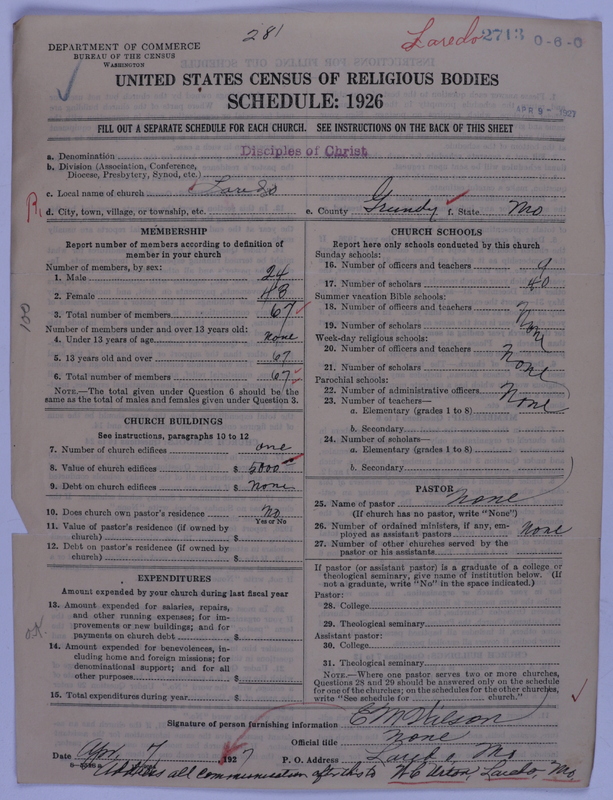 281
Laredo 2713 0-6-0
DEPARTMENT OF COMMERCE
BUREAU OF THE CENSUS
WASHINGTON
UNITED STATES CENSUS OF RELIGIOUS BODIES
SCHEDULE: 1926
APR 9 1927
FILL OUT A SEPARATE SCHEDULE FOR EACH CHURCH. SEE INSTRUCTIONS ON THE BACK OF THIS SHEET
a. Denomination Disciples of Christ
b. Division (Association, Conference,
Diocese, Presbytery, Synod, etc.)
c. Local name of church Laredo
d. City, town, village, or township, etc. e. County Grundy f. State Mo
MEMBERSHIP
Report number of members according to definition of
member in your church
Number of members, by sex:
1. Male 24
2. Female 43
3. Total number of members 67
Number of members under and over 13 years old:
4. Under 13 years of age none
5. 13 years old and over 67
6. Total number of members 67
NOTE.—The total given under Question 6 should be
same as the total of males and females given under Question 3.
CHURCH BUILDINGS
See instructions, paragraphs 10 to 12
7. Number of church edifices one
8. Value of church edifices $ 5000
9. Debt on church edifices $ None
10. Does church own pastor's residence No
Yes or No
11. Value of pastor's residence (if owned by
church) $
12. Debt on pastor's residence (if owned by
church) $
EXPENDITURES
Amount expended by your church during last fiscal year
13. Amount expended for salaries, repairs,
and other running expenses; for im-
provements or new buildings; and for
payments on church debt $
14. Amount expended for benevolences, in-
cluding home and foreign missions; for
denominational support; and for all
other purposes $
15. Total expenditures during year $
CHURCH SCHOOLS
Report here only schools conducted by this church
Sunday schools:
16. Number of officers and teachers 9
17. Number of scholars 40
Summer vacation Bible schools:
18. Number of officers and teachers None
19. Number of scholars
Week-day religious schools:
20. Number of officers and teachers None
21. Number of scholars
Parochial schools:
22. Number of administrative officers None
23. Number of teachers—
a. Elementary (grades 1 to 8)
b. Secondary
24. Number of scholars—
a. Elementary (grades 1 to 8)
b. Secondary
PASTOR
25. Name of pastor None
(If church has no pastor, write "None")
26. Number of ordained ministers, if any, em-
ployed as assistant pastors None
27. Number of other churches served by the
pastor or his assistants
If pastor (or assistant pastor) is a graduate of a college or
theological seminary, give name of institution below. (If
not a graduate, write "No" in the space indicated.)
Pastor:
28. College
29. Theological seminary
Assistant pastor:
30. College
31. Theological seminary
NOTE.—Where one pastor serves two or more churches,
Questions 28 and 29 should be answered only on the schedule
for one of the churches; on the schedules for the other churches,
write "See schedule for church."
Signature of person furnishing information E M Wilson
Official title None
Date Apr 7 1927 P. O. Address Laredo, Mo
Address all communication after this to Laredo, Mo